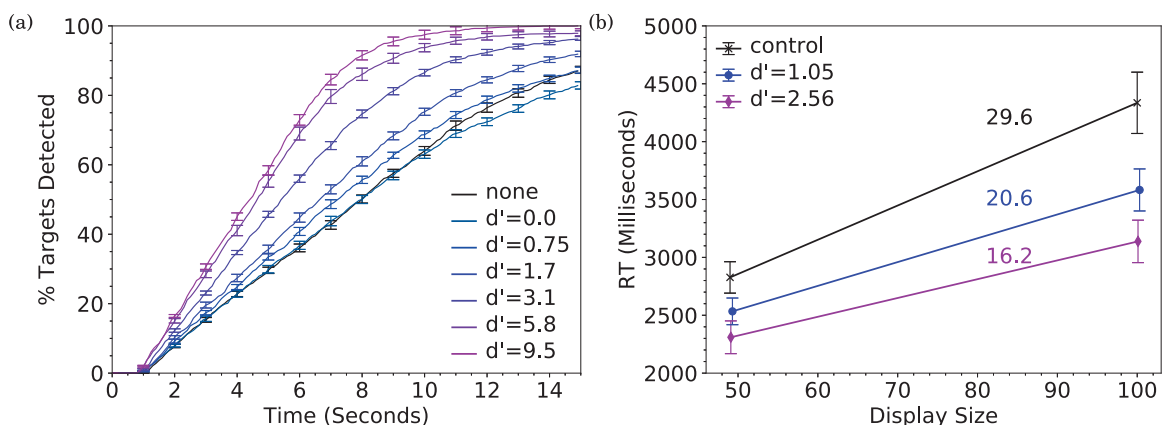 (a)
% Targets Detected
100
80
60
40
20
0
0 2 4 6 8 10 12 14
Time (Seconds)
none
d'=0.0
d'=0.75
d'=1.7
d'=3.1
d'=5.8
d'=9.5
(b)
RT (Milliseconds)
5000
4500
4000
3500
3000
2500
2000
50 60 70 80 90 100
Display Size
control
d'=1.05
d'=2.56
29.6
20.6
16.2